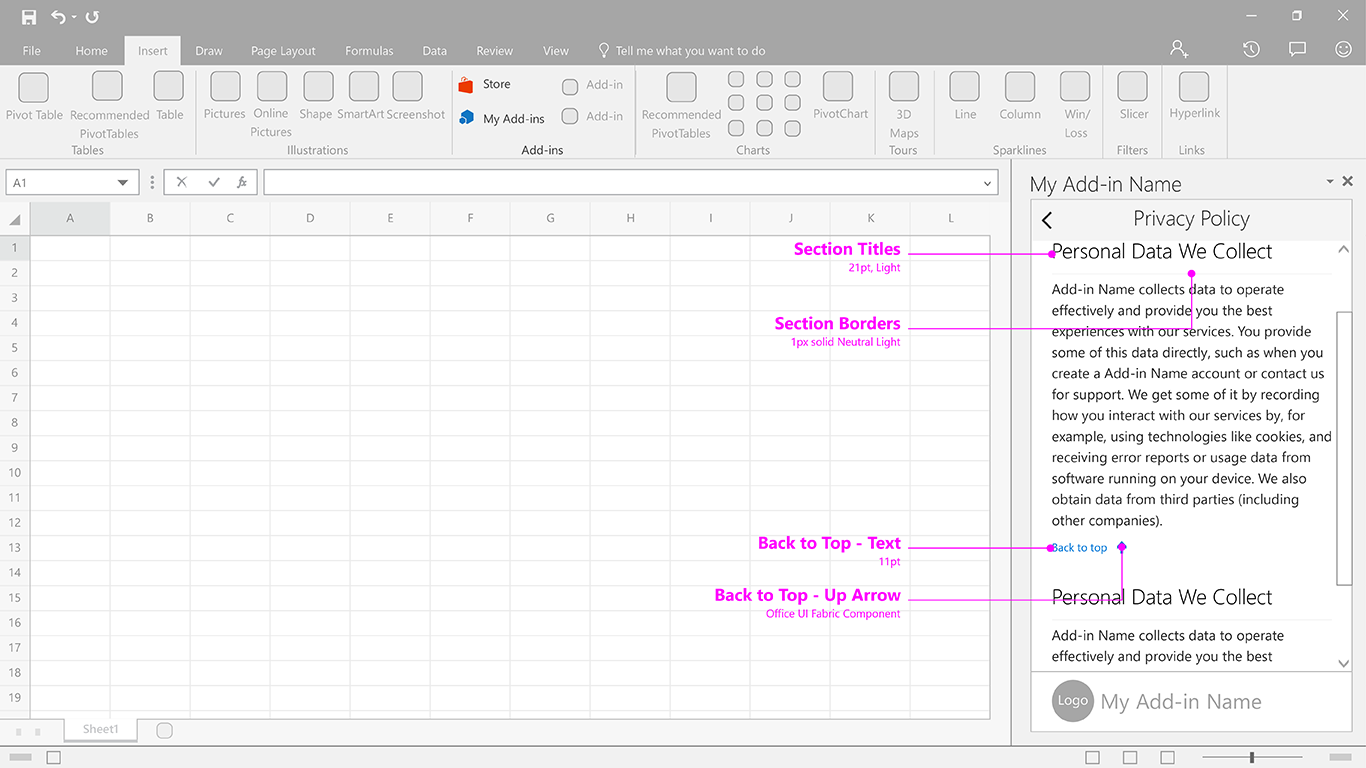 File Home Insert Draw Page Layout Formulas Data Review View Tell me what you want to do
Pivot Table
Recommended
PivotTables
Table
Tables
Pictures
Online
Pictures
Shape
SmartArt
Screenshot
Illustrations
Store
My Add-ins
Add-in
Add-in
Add-ins
Recommended
PivotTables
PivotChart
Charts
3D
Maps
Tours
Line
Column
Win/
Loss
Sparklines
Slicer
Filters
Hyperlink
Links
A1
fx
A B C D E F G H I J K L
1
2
3
4
5
6
7
8
9
10
11
12
13
14
15
16
17
18
19
Section Titles
21pt, Light
Section Borders
1px solid Neutral Light
Back to Top - Text
11pt
Back to Top - Up Arrow
Office UI Fabric Component
Sheet1
My Add-in Name
Privacy Policy
Personal Data We Collect
Add-in Name collects data to operate
effectively and provide you the best
experiences with our services. You provide
some of this data directly, such as when you
create a Add-in Name account or contact us
for support. We get some of it by recording
how you interact with our services by, for
example, using technologies like cookies, and
receiving error reports or usage data from
software running on your device. We also
obtain data from third parties (including
other companies).
Back to top
Personal Data We Collect
Add-in Name collects data to operate
effectively and provide you the best
Logo
My Add-in Name